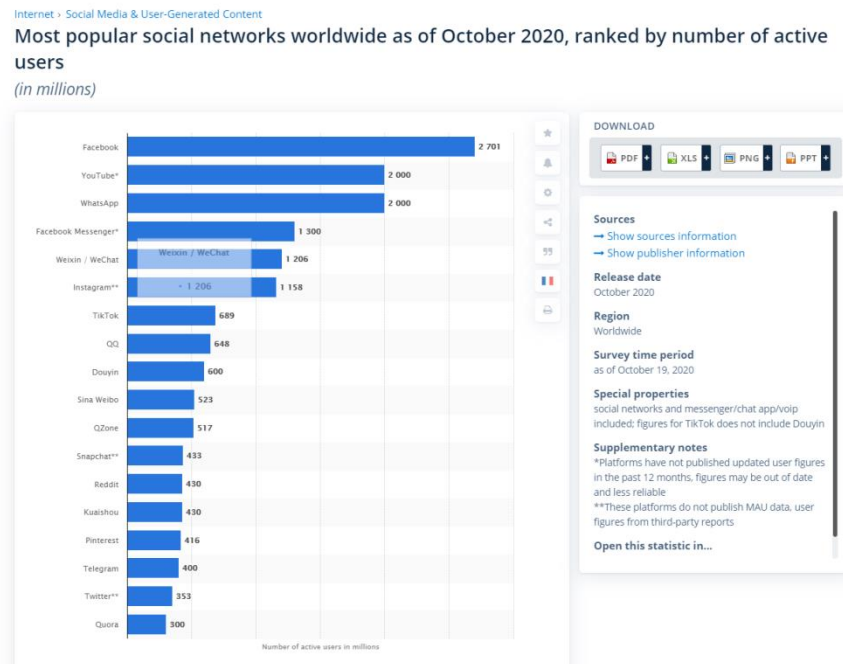 Internet › Social Media & User-Generated Content
Most popular social networks worldwide as of October 2020, ranked by number of active
users
(in millions)
Facebook 2 701
YouTube* 2 000
WhatsApp 2 000
Facebook Messenger* 1 300
Weixin / WeChat 1 206
Weixin / WeChat
• 1 206
Instagram** 1 158
TikTok 689
QQ 648
Douyin 600
Sina Weibo 523
QZone 517
Snapchat** 433
Reddit 430
Kuaishou 430
Pinterest 416
Telegram 400
Twitter** 353
Quora 300
Number of active users in millions
DOWNLOAD
PDF + XLS + PNG + PPT +
Sources
→ Show sources information
→ Show publisher information
Release date
October 2020
Region
Worldwide
Survey time period
as of October 19, 2020
Special properties
social networks and messenger/chat app/voip
included; figures for TikTok does not include Douyin
Supplementary notes
*Platforms have not published updated user figures
in the past 12 months, figures may be out of date
and less reliable
**These platforms do not publish MAU data, user
figures from third-party reports
Open this statistic in...